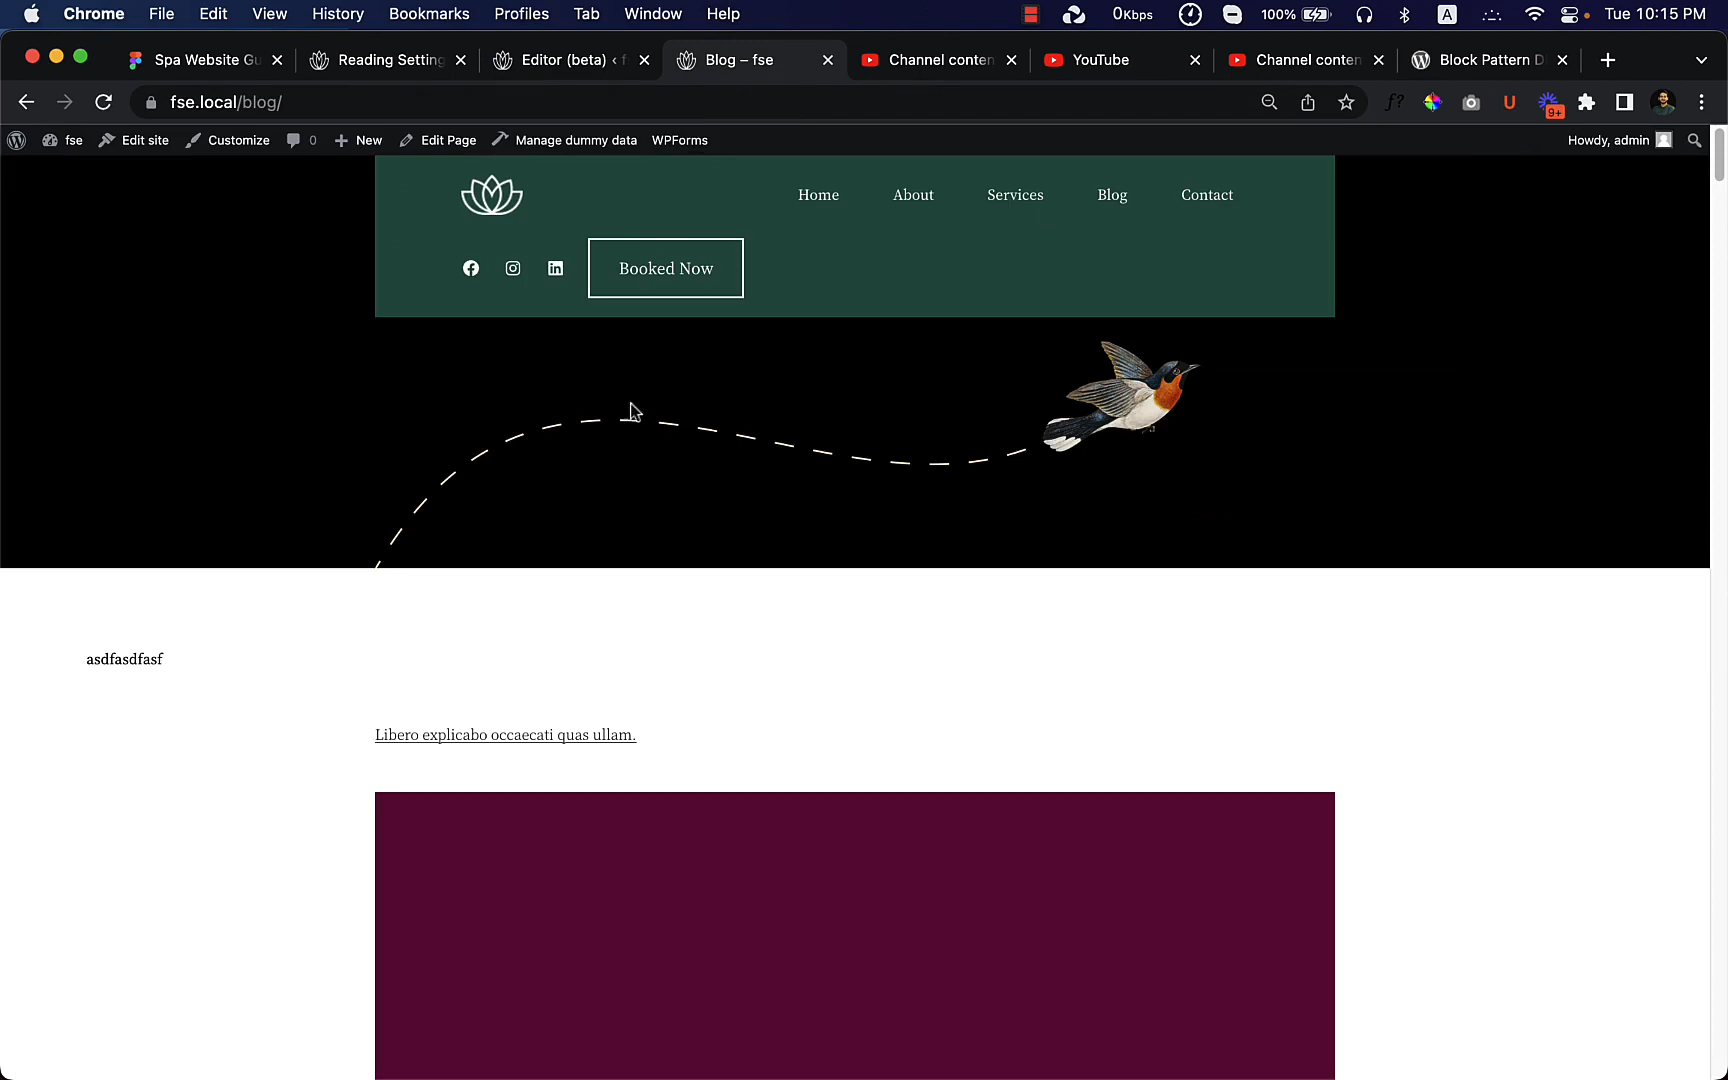 Chrome File Edit View History Bookmarks Profiles Tab Window Help 0Kbps 100% A Tue 10:15 PM
Spa Website Gu Reading Setting Editor (beta) ‹ f Blog – fse Channel conten YouTube Channel conten Block Pattern D
fse.local/blog/ f? U 9+
fse Edit site Customize 0 New Edit Page Manage dummy data WPForms Howdy, admin
Home About Services Blog Contact
Booked Now
asdfasdfasf
Libero explicabo occaecati quas ullam.